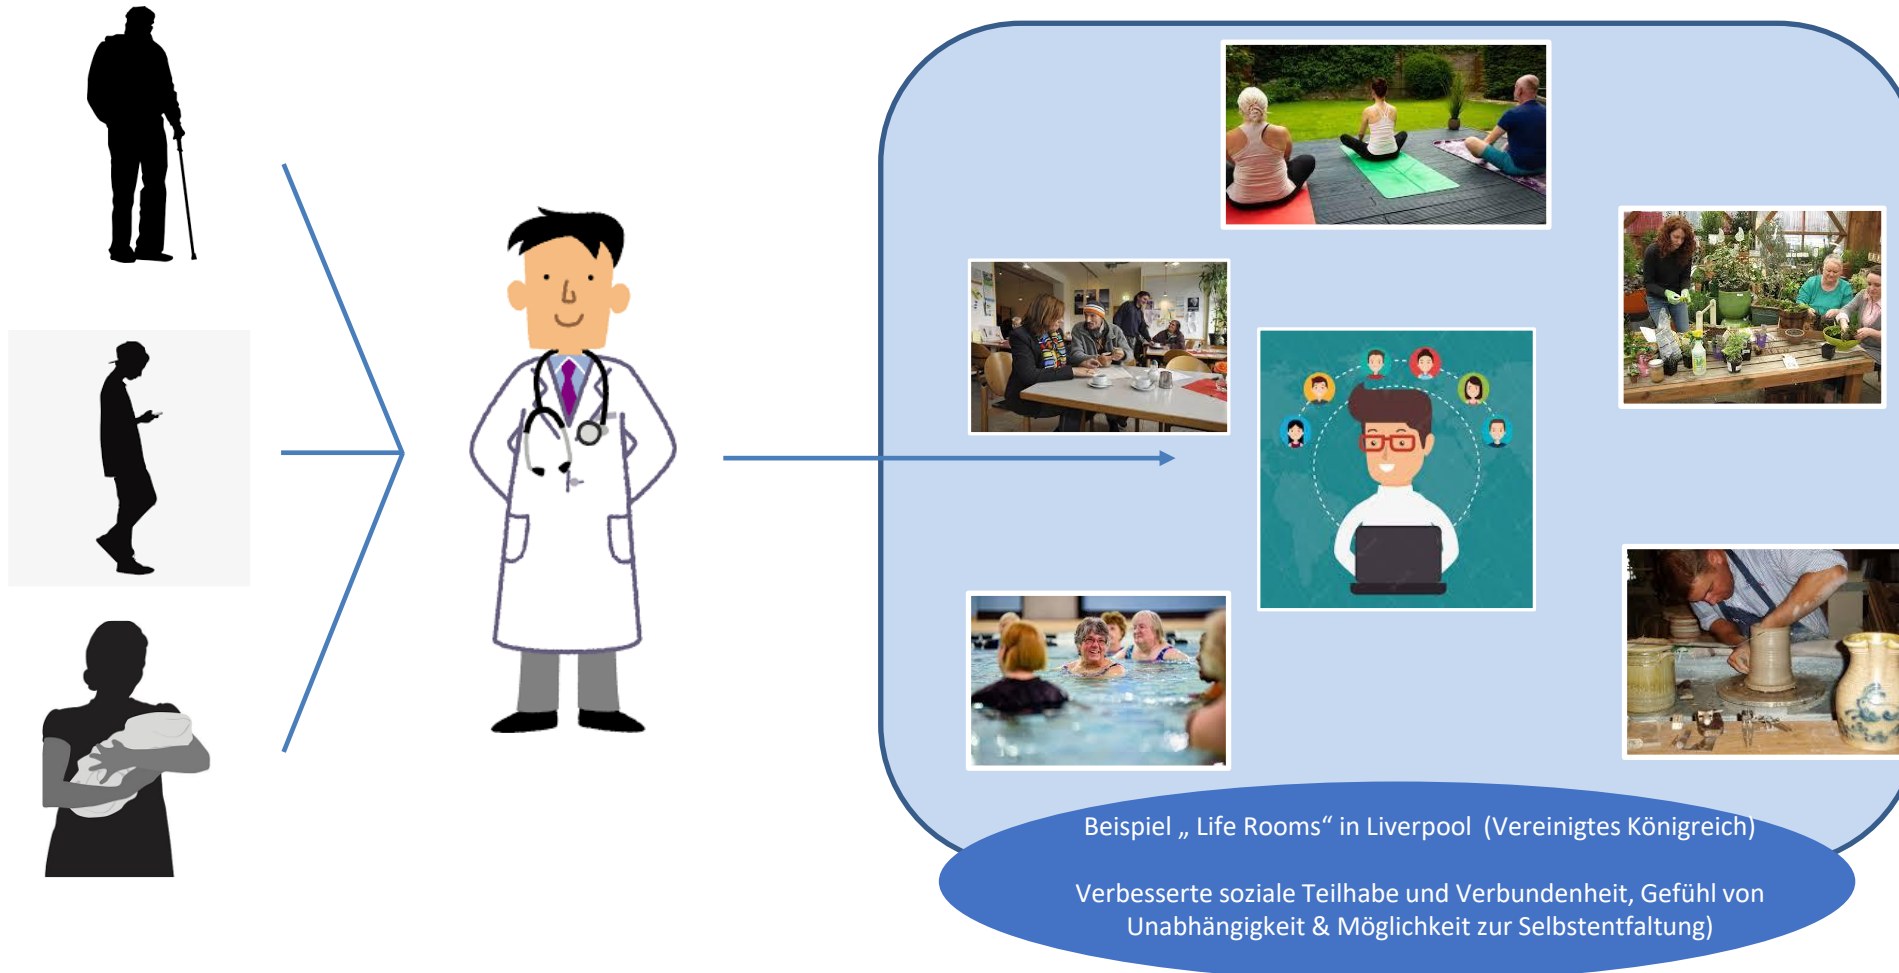 Beispiel „ Life Rooms“ in Liverpool (Vereinigtes Königreich)
Verbesserte soziale Teilhabe und Verbundenheit, Gefühl von
Unabhängigkeit & Möglichkeit zur Selbstentfaltung)